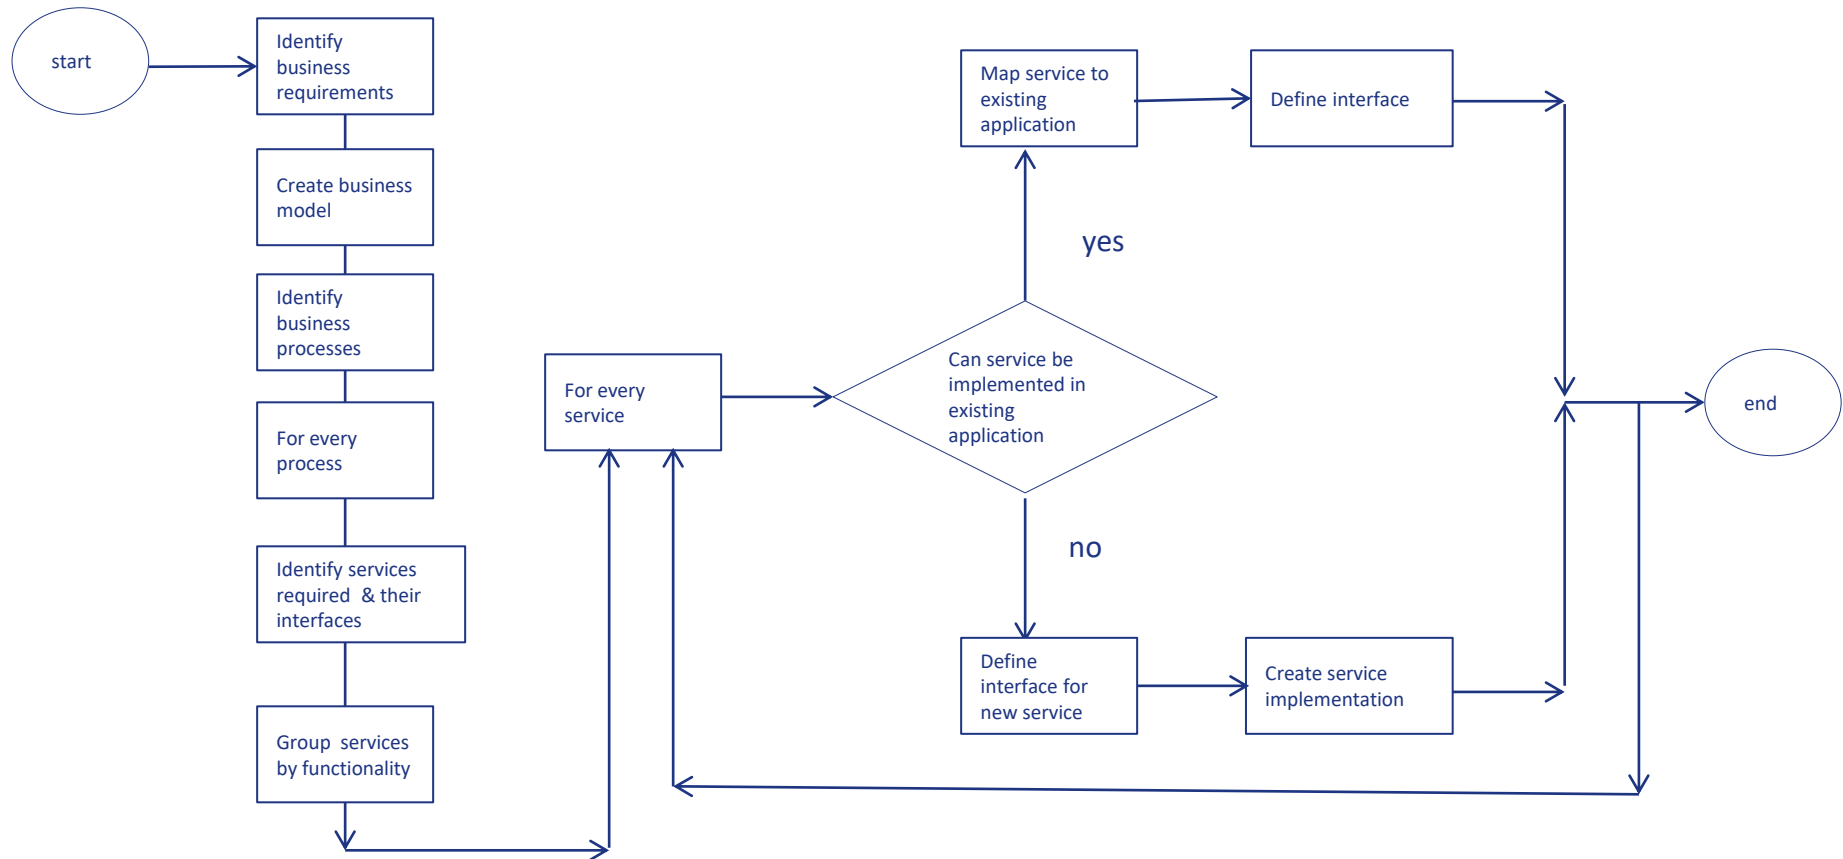 start
Identify
business
requirements
Create business
model
Identify
business
processes
For every
process
Identify services
required & their
interfaces
Group services
by functionality
For every
service
Can service be
implemented in
existing
application
yes
Map service to
existing
application
Define interface
no
Define
interface for
new service
Create service
implementation
end